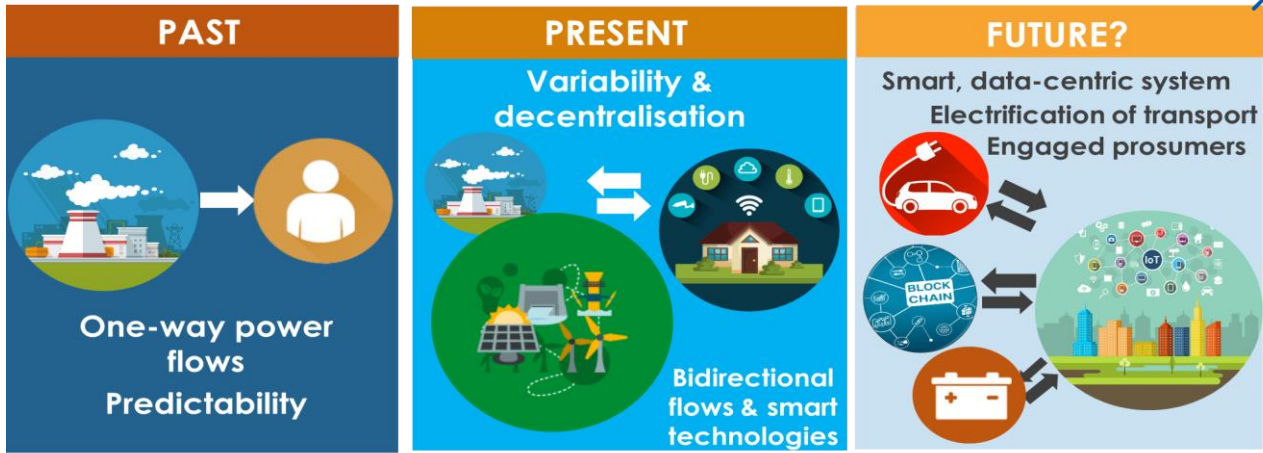 PAST
One-way power
flows
Predictability
PRESENT
Variability &
decentralisation
Bidirectional
flows & smart
technologies
FUTURE?
Smart, data-centric system
Electrification of transport
Engaged prosumers
BLOCK
CHAIN
IoT